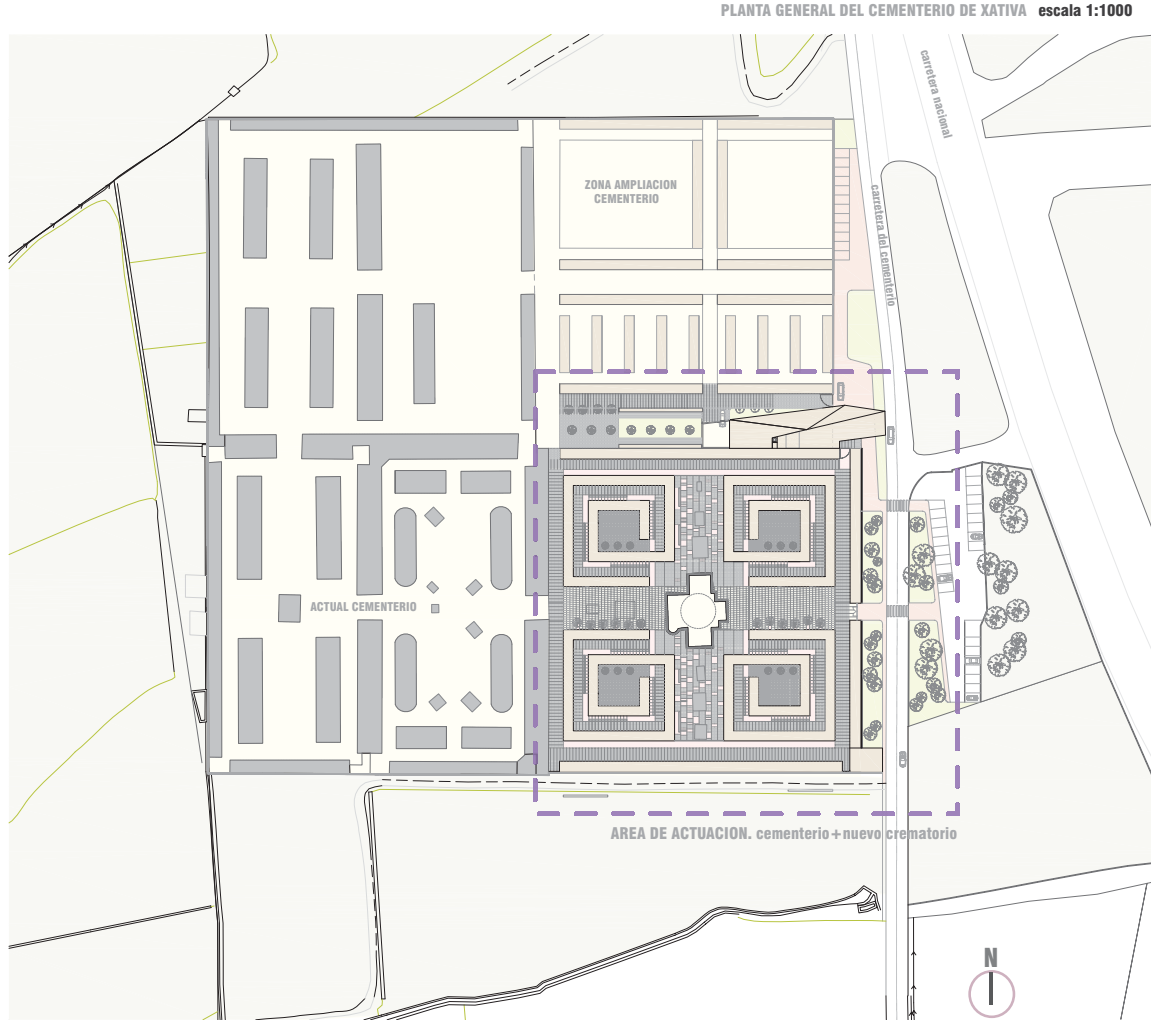 PLANTA GENERAL DEL CEMENTERIO DE XATIVA escala 1:1000
carretera nacional
ZONA AMPLIACION
CEMENTERIO
carretera del cementerio
ACTUAL CEMENTERIO
AREA DE ACTUACION. cementerio+nuevo crematorio
N